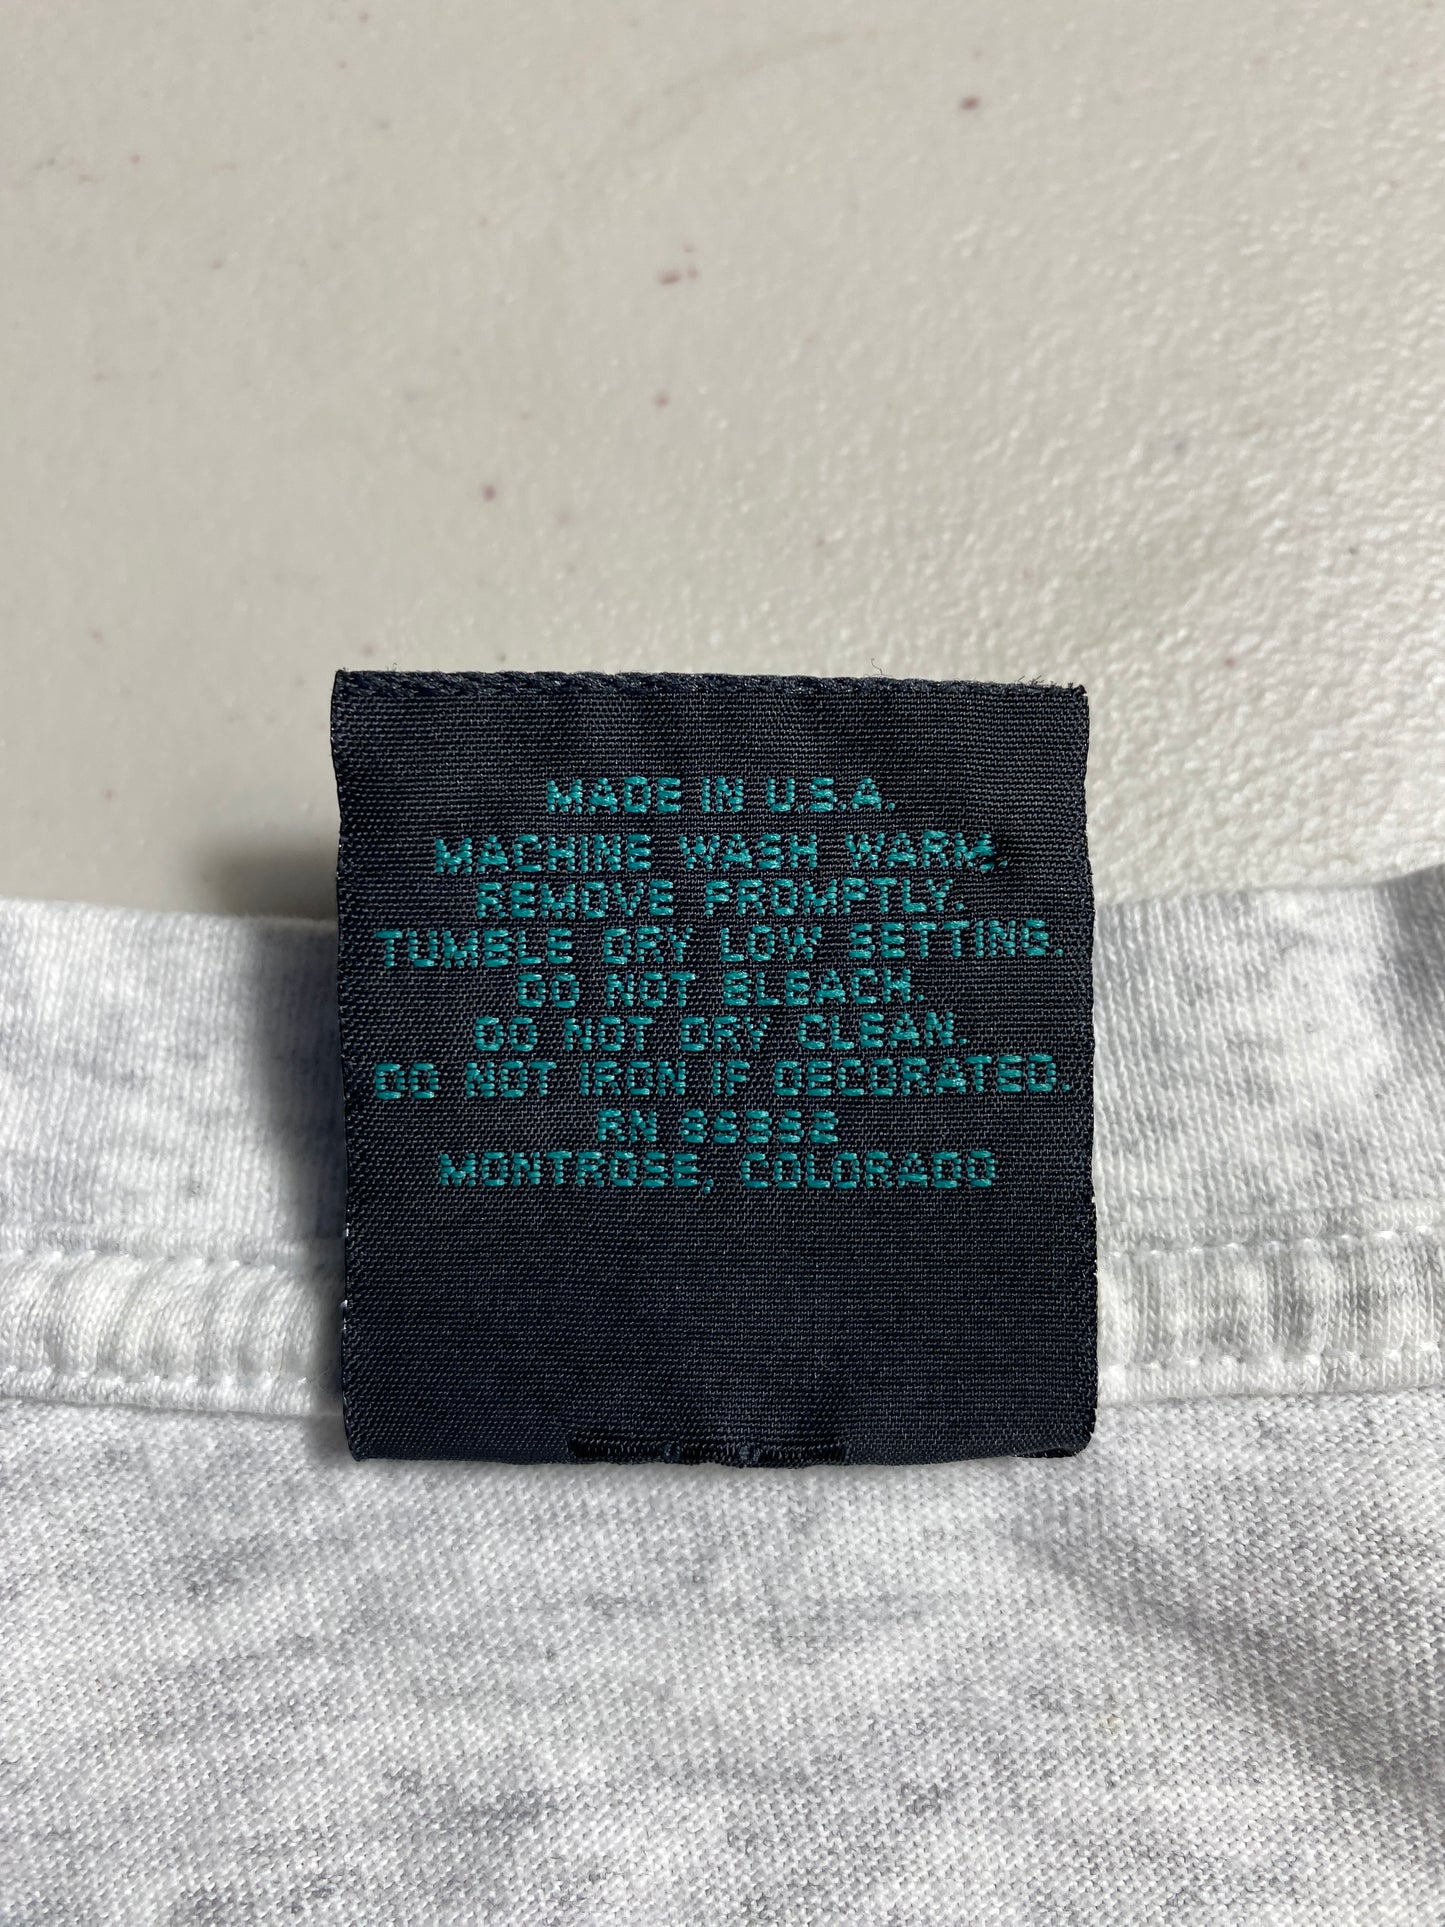 MADE IN U.S.A.
MACHINE WASH WARM.
REMOVE PROMPTLY.
TUMBLE DRY LOW SETTING.
DO NOT BLEACH.
DO NOT DRY CLEAN.
DO NOT IRON IF DECORATED.
RN
MONTROSE, COLORADO